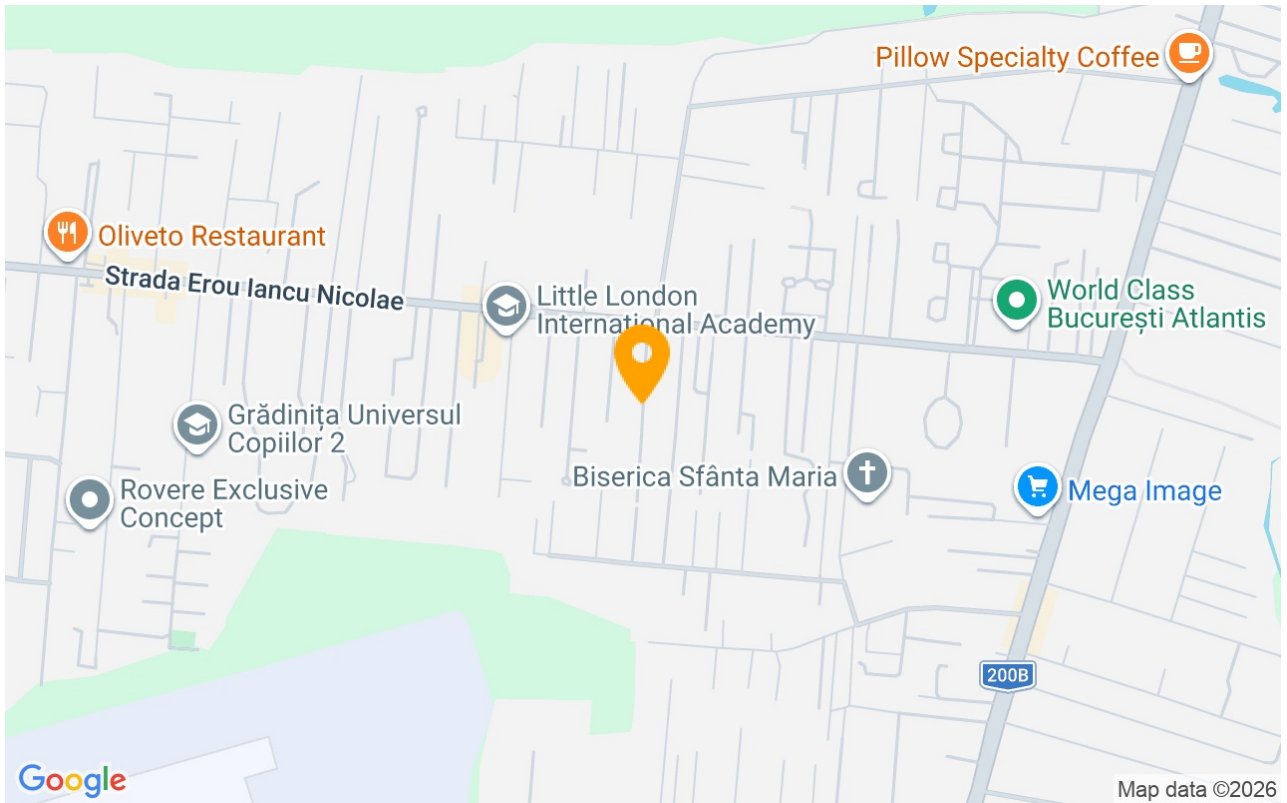 Pillow Specialty Coffee
Oliveto Restaurant
Strada Erou Iancu Nicolae
Little London
International Academy
World Class
București Atlantis
Grădinița Universul
Copiilor 2
Biserica Sfânta Maria
Rovere Exclusive
Concept
Mega Image
200B
Google
Map data ©2026